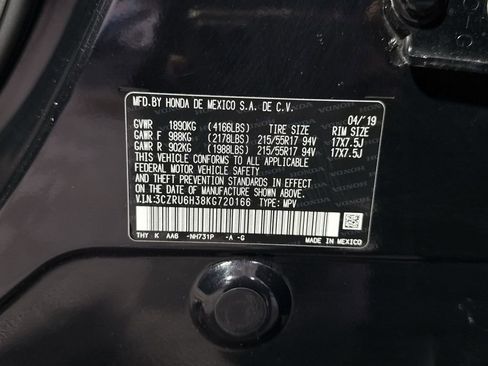 MFD.BY HONDA DE MEXICO S.A. DE C.V.
04/'19
GVWR 1890KG (4166LBS) TIRE SIZE RIM SIZE
GAWR F 988KG (2178LBS) 215/55R17 94V 17X7.5J
GAWR R 902KG (1988LBS) 215/55R17 94V 17X7.5J
THIS VEHICLE CONFORMS TO ALL APPLICABLE
FEDERAL MOTOR VEHICLE SAFETY
STANDARDS IN EFFECT ON THE DATE OF
MANUFACTURE SHOWN ABOVE.
V.I.N:3CZRU6H38KG720166 TYPE: MPV
THY K AA6 -NH731P -A -G
MADE IN MEXICO